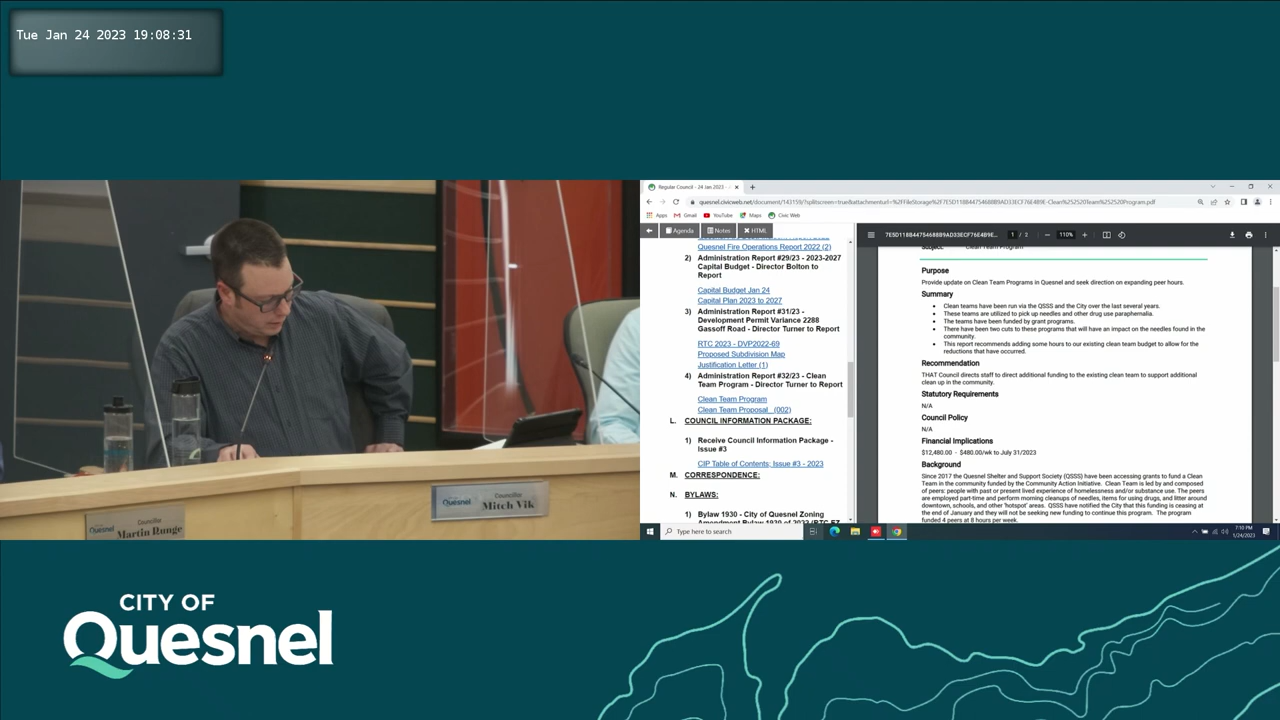 Tue Jan 24 2023 19:08:31
Regular Council - 24 Jan 2023 -
Apps
Gmail
YouTube
Maps
Civic Web
Agenda
Notes
HTML
Quesnel Fire Operations Report 2022 (2)
2) Administration Report #29/23 - 2023-2027
Capital Budget - Director Bolton to
Report
Capital Budget Jan 24
Capital Plan 2023 to 2027
3) Administration Report #31/23 -
Development Permit Variance 2288
Gassoff Road - Director Turner to Report
RTC 2023 - DVP2022-69
Proposed Subdivision Map
Justification Letter (1)
4) Administration Report #32/23 - Clean
Team Program - Director Turner to Report
Clean Team Program
Clean Team Proposal_ (002)
L. COUNCIL INFORMATION PACKAGE:
1) Receive Council Information Package -
Issue #3
CIP Table of Contents; Issue #3 - 2023
M. CORRESPONDENCE:
N. BYLAWS:
1) Bylaw 1930 - City of Quesnel Zoning
1 / 2
110%
Clean Team Program
Purpose
Provide update on Clean Team Programs in Quesnel and seek direction on expanding peer hours.
Summary
• Clean teams have been run via the QSSS and the City over the last several years.
• These teams are utilized to pick up needles and other drug use paraphernalia.
• The teams have been funded by grant programs.
• There have been two cuts to these programs that will have an impact on the needles found in the
community.
• This report recommends adding some hours to our existing clean team budget to allow for the
reductions that have occurred.
Recommendation
THAT Council directs staff to direct additional funding to the existing clean team to support additional
clean up in the community.
Statutory Requirements
N/A
Council Policy
N/A
Financial Implications
$12,480.00 - $480.00/wk to July 31/2023
Background
Since 2017 the Quesnel Shelter and Support Society (QSSS) have been accessing grants to fund a Clean
Team in the community funded by the Community Action Initiative. Clean Team is led by and composed
of peers: people with past or present lived experience of homelessness and/or substance use. The peers
are employed part-time and perform morning cleanups of needles, items for using drugs, and litter around
downtown, schools, and other 'hotspot' areas. QSSS have notified the City that this funding is ceasing at
the end of January and they will not be seeking new funding to continue this program. The program
funded 4 peers at 8 hours per week.
Type here to search
7:10 PM
1/24/2023
Councillor
Martin Runge
Councillor
Mitch Vik
CITY OF
Quesnel